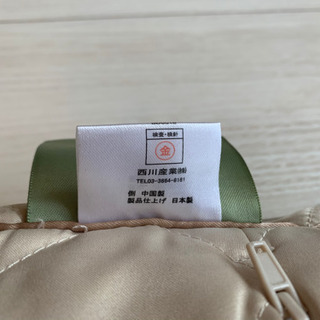 検査・検針
金
西川産業㈱
TEL03-3664-8161
側 中国製
製品仕上げ 日本製